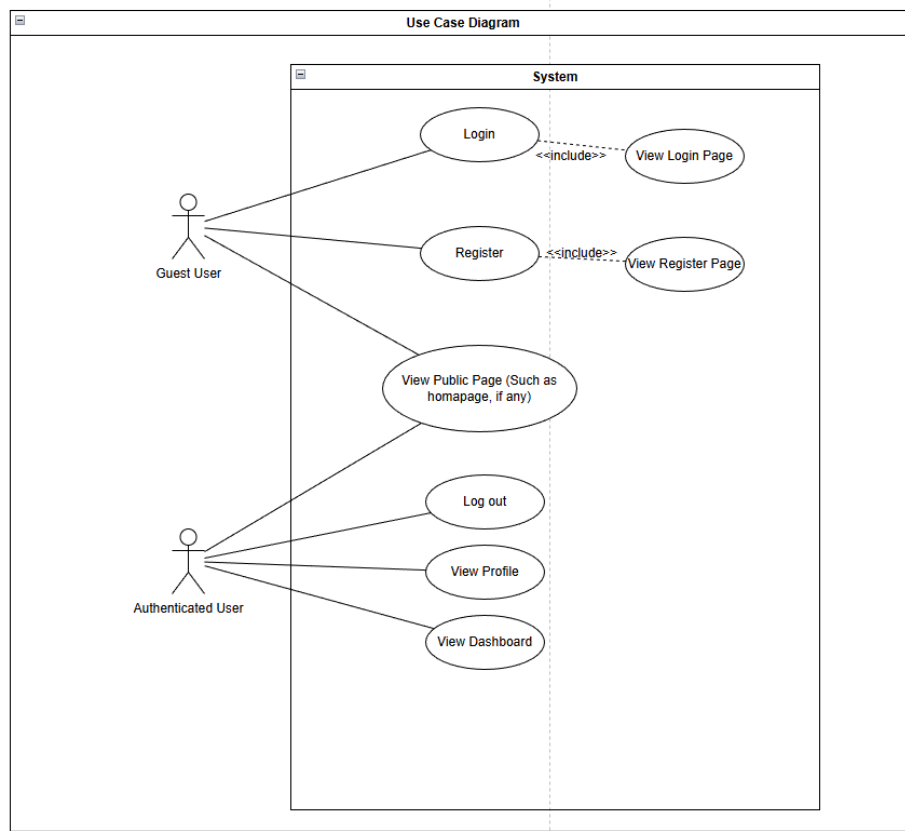 Use Case Diagram
System
Login
<<include>>
View Login Page
Guest User
Register
<<include>>
View Register Page
View Public Page (Such as
homapage, if any)
Log out
Authenticated User
View Profile
View Dashboard